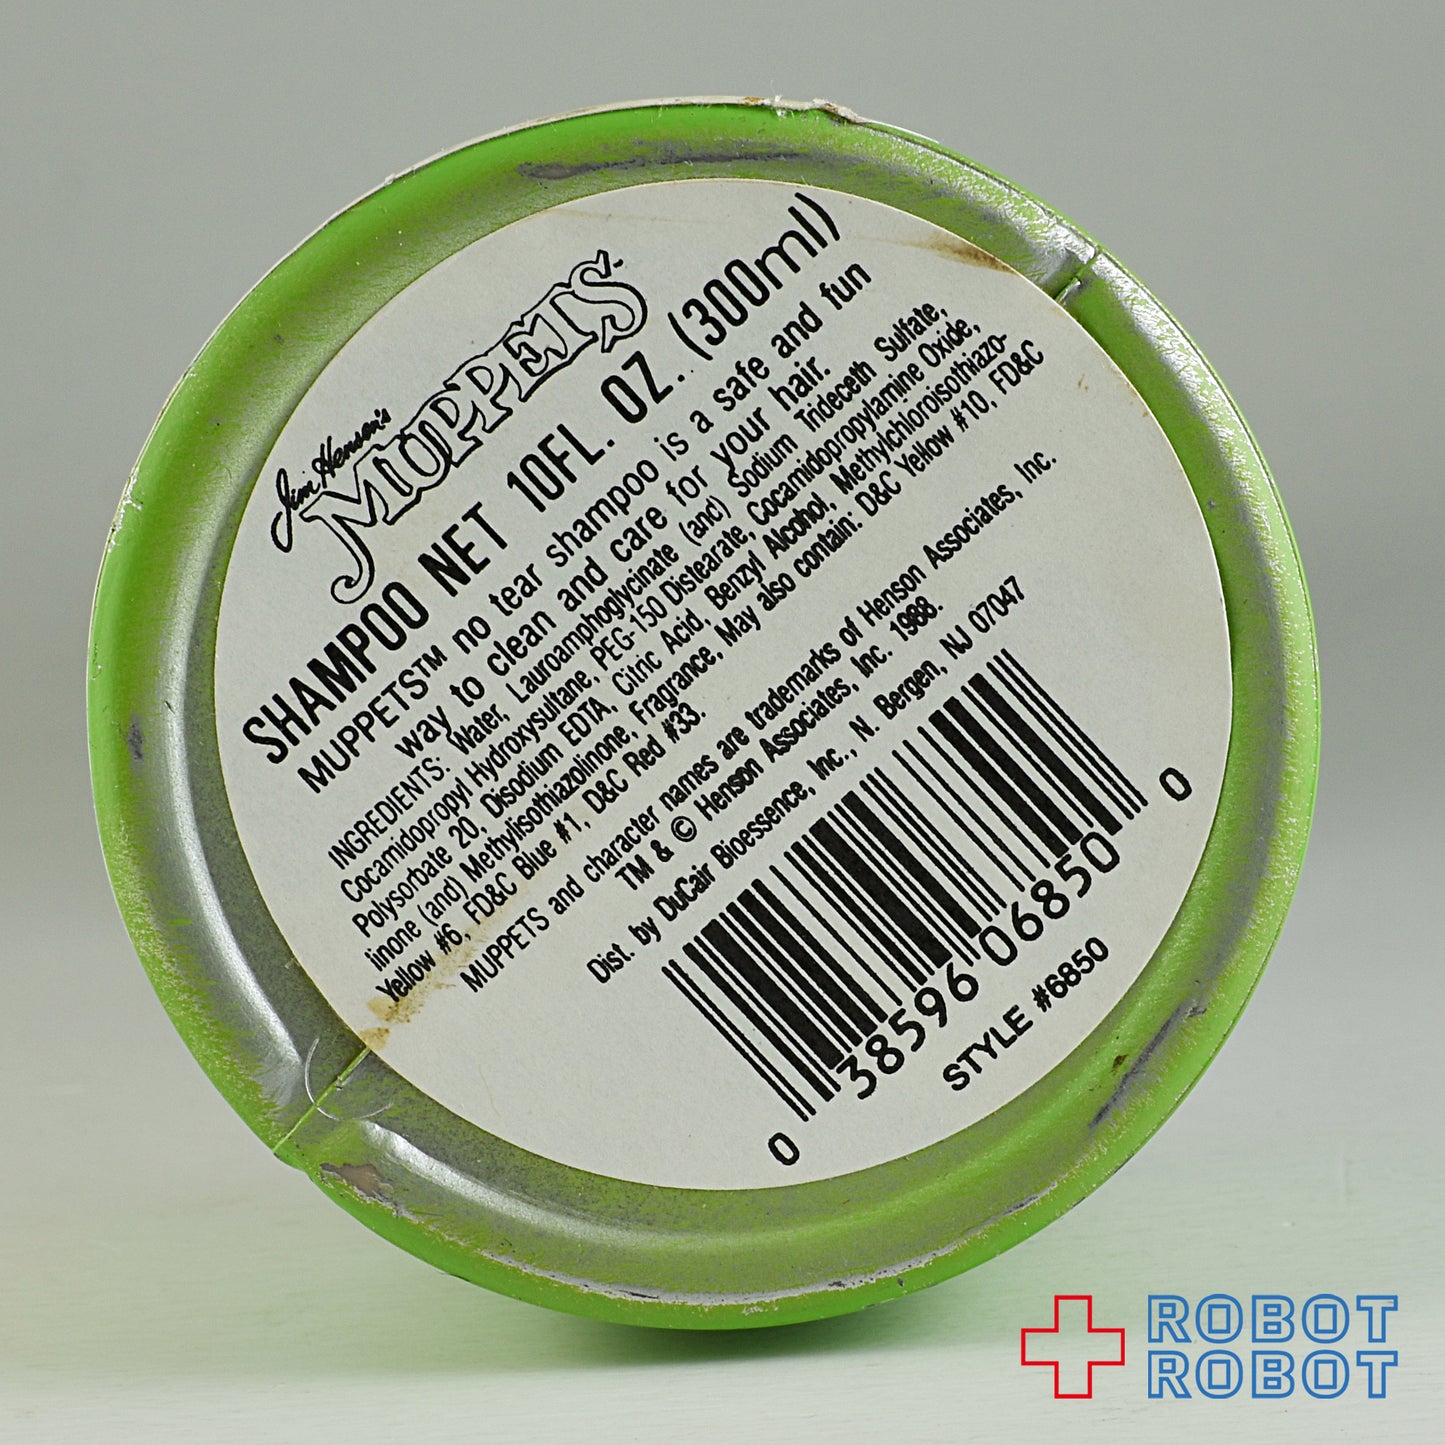 Jim Henson's
MUPPETS™
SHAMPOO NET 10FL. OZ. (300ml)
MUPPETS™ no tear shampoo is a safe and fun
way to clean and care for your hair.
INGREDIENTS: Water, Lauroamphoglycinate (and) Sodium Trideceth Sulfate,
Cocamidopropyl Hydroxysultane, PEG-150 Distearate, Cocamidopropylamine Oxide,
Polysorbate 20, Disodium EDTA, Citric Acid, Benzyl Alcohol, Methylchloroisothiazo-
linone (and) Methylisothiazolinone, Fragrance, May also contain: D&C Yellow #10, FD&C
Yellow #6, FD&C Blue #1, D&C Red #33.
MUPPETS and character names are trademarks of Henson Associates, Inc.
TM & © Henson Associates, Inc. 1988.
Dist. by DuCair Bioessence, Inc., N. Bergen, NJ 07047
0 38596 06850 0
STYLE #6850
ROBOT
ROBOT